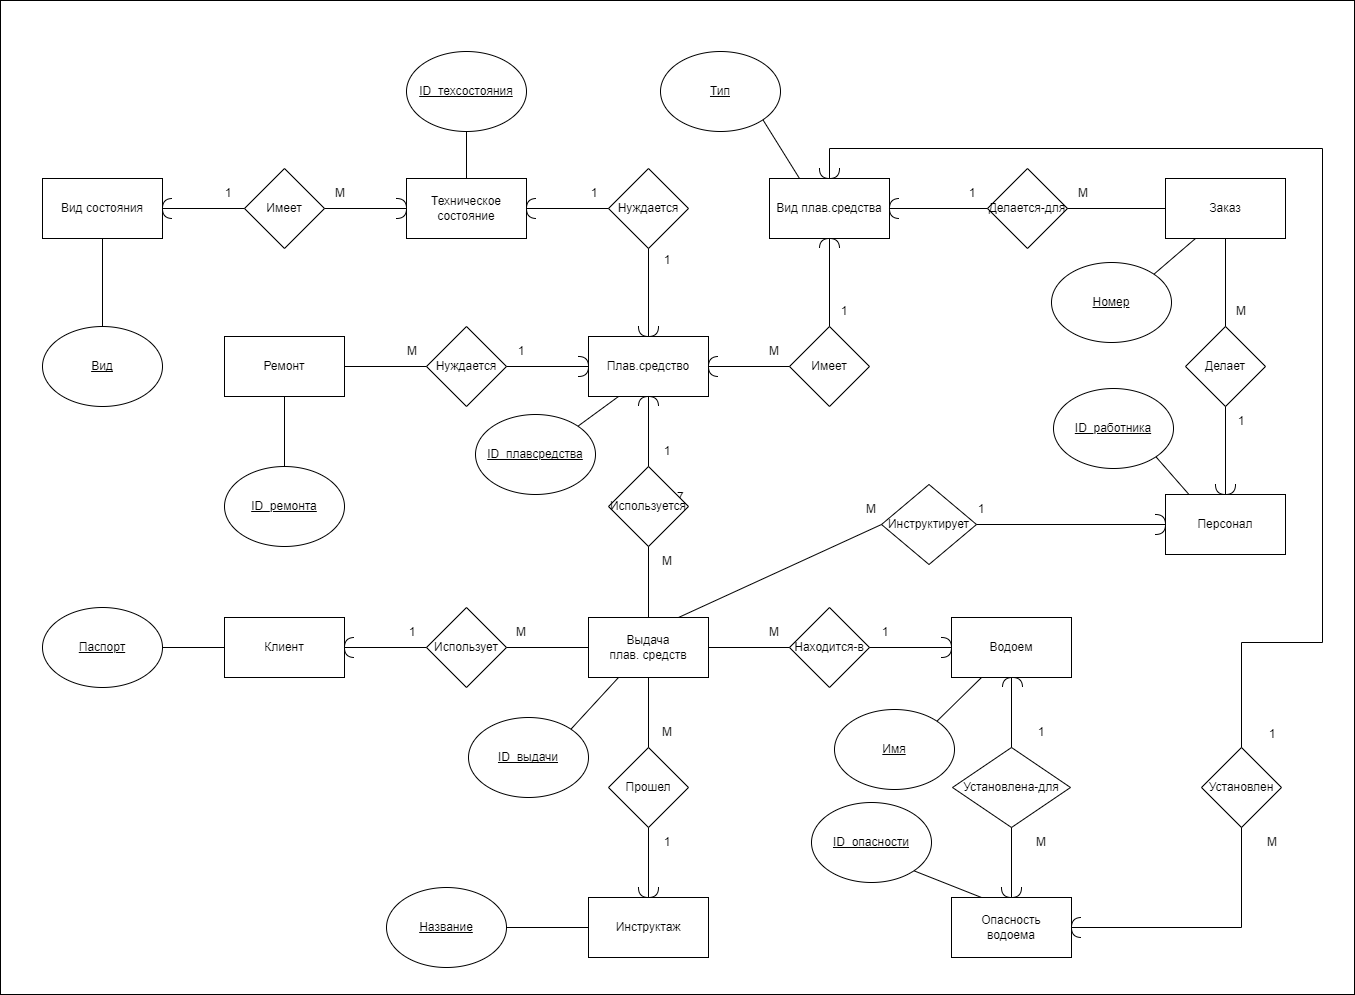 ID_техсостояния
Тип
1
М
1
1
М
Вид состояния
Имеет
Техническое
состояние
Нуждается
Вид плав.средства
Делается-для
Заказ
1
Номер
1
М
М
1
М
Вид
Ремонт
Нуждается
Плав.средство
Имеет
Делает
1
ID_работника
1
ID_плавсредства
7
Используется
ID_ремонта
М
1
Инструктирует
Персонал
М
1
М
М
1
Паспорт
Клиент
Использует
Выдача
плав. средств
Находится-в
Водоем
М
1
1
ID_выдачи
Имя
Прошел
Установлена-для
Установлен
1
ID_опасности
М
М
Название
Инструктаж
Опасность
водоема